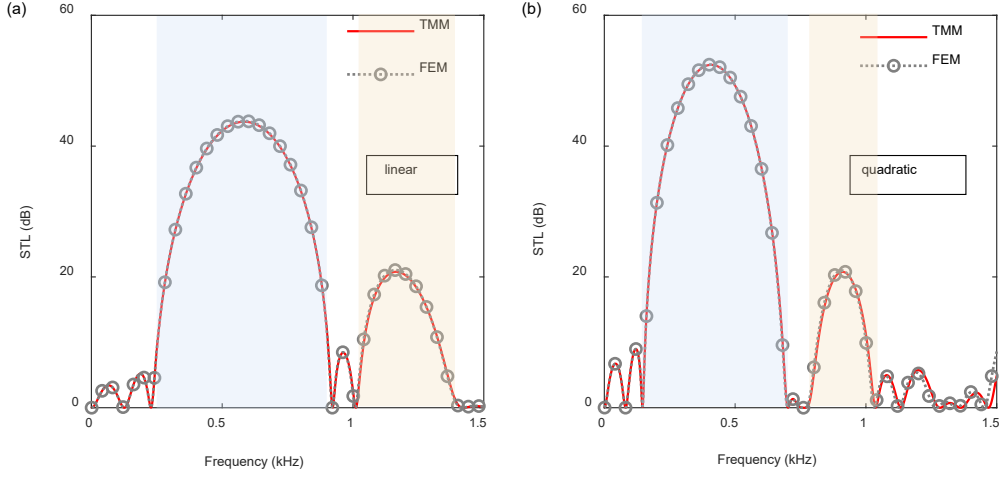 (a)
60
TMM
FEM
40
linear
STL (dB)
20
0
0
0.5
1
1.5
Frequency (kHz)
(b)
60
TMM
FEM
40
quadratic
STL (dB)
20
0
0
0.5
1
1.5
Frequency (kHz)